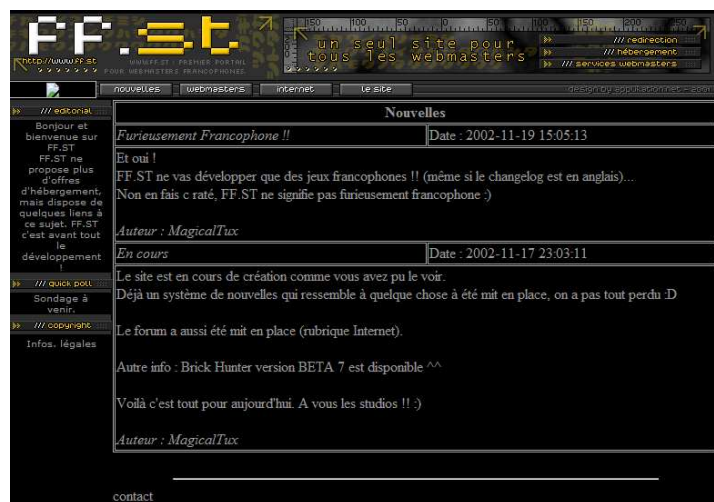 FF.st
http://www.ff.st
WWW.FF.ST : PREMIER PORTAIL
POUR WEBMASTERS FRANCOPHONES
150 100 50 0 50 100 150 200
un seul site pour
tous les webmasters
/// redirection
/// hébergement
/// services webmasters
nouvelles webmasters internet le site
/// editorial
Bonjour et
bienvenue sur
FF.ST
FF.ST ne
propose plus
d'offres
d'hébergement,
mais dispose de
quelques liens à
ce sujet. FF.ST
c'est avant tout
le
développement
!
/// quick poll
Sondage à
venir.
/// copyright
Infos. légales
Nouvelles
Furieusement Francophone !! Date : 2002-11-19 15:05:13
Et oui !
FF.ST ne vas développer que des jeux francophones !! (même si le changelog est en anglais)...
Non en fais c raté, FF.ST ne signifie pas furieusement francophone :)
Auteur : MagicalTux
En cours Date : 2002-11-17 23:03:11
Le site est en cours de création comme vous avez pu le voir.
Déjà un système de nouvelles qui ressemble à quelque chose à été mit en place, on a pas tout perdu :D
Le forum a aussi été mit en place (rubrique Internet).
Autre info : Brick Hunter version BETA 7 est disponible ^^
Voilà c'est tout pour aujourd'hui. A vous les studios !! :)
Auteur : MagicalTux
contact